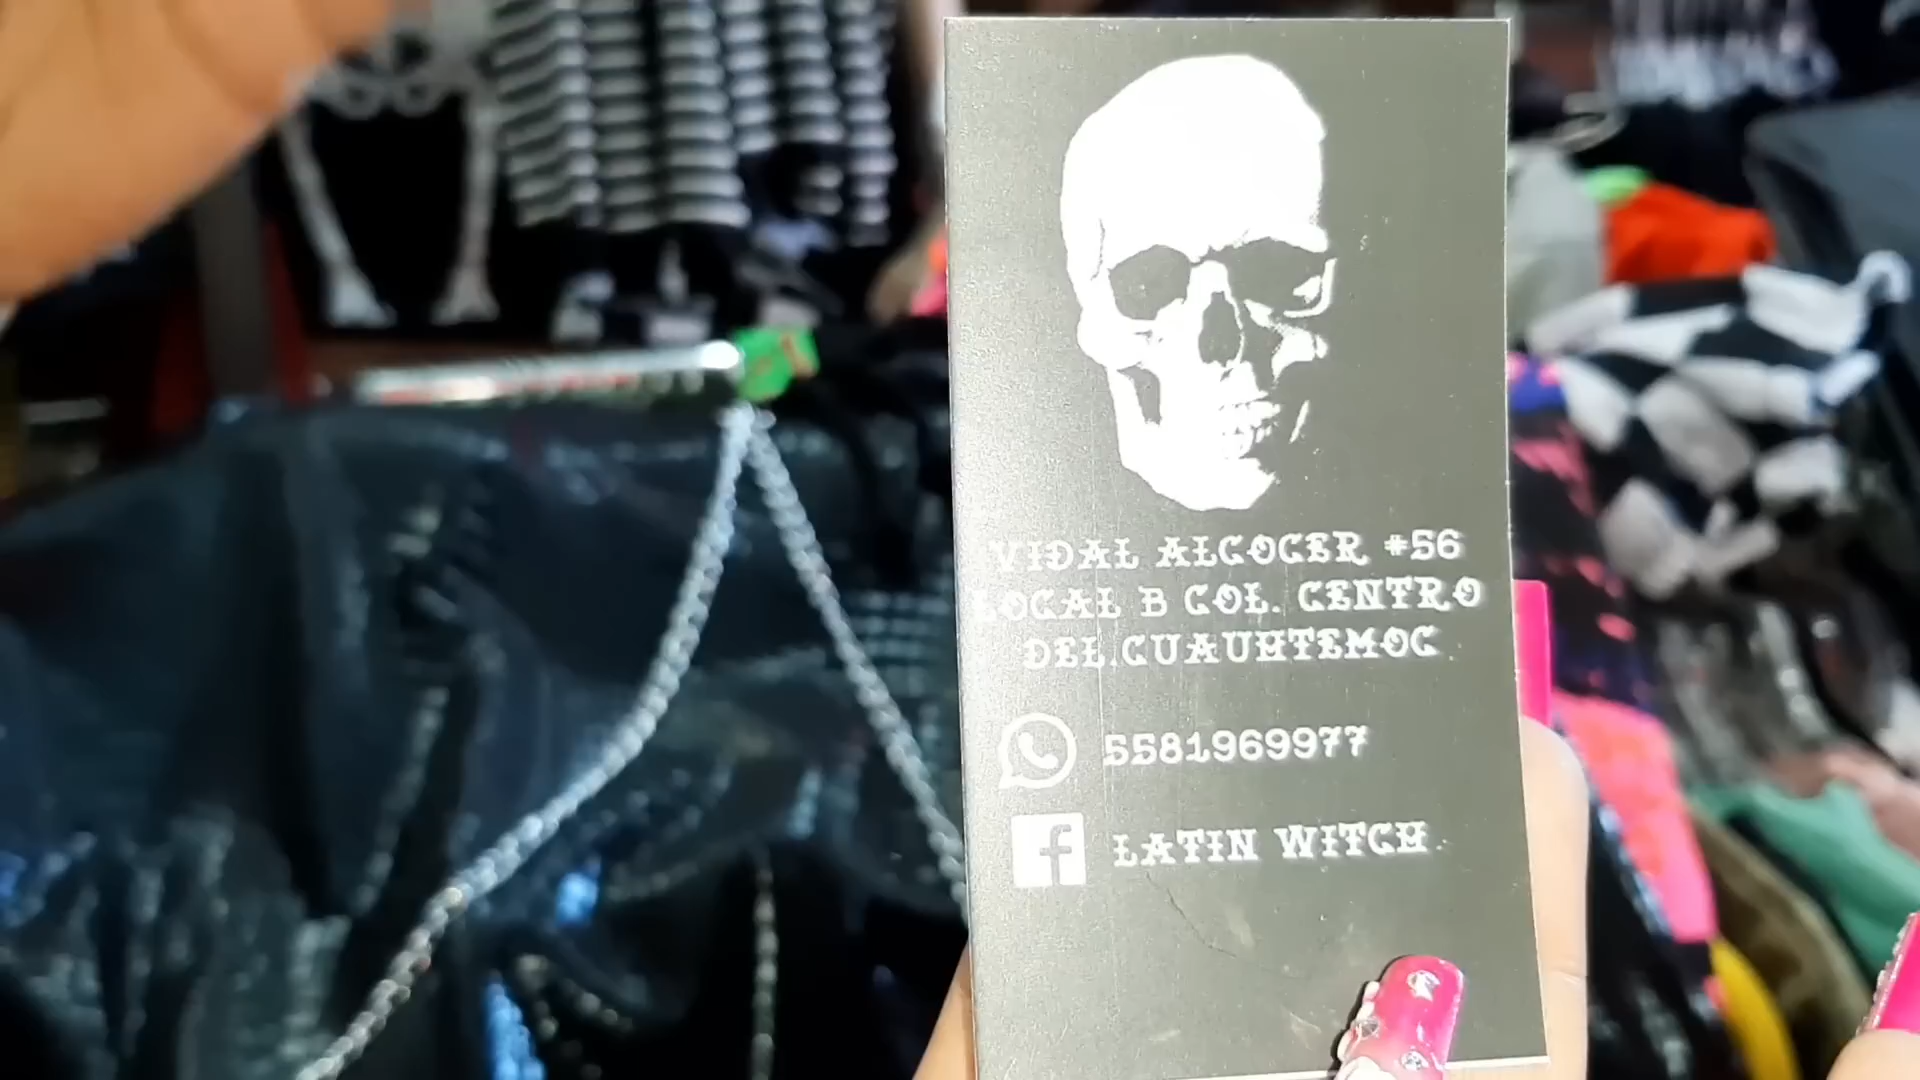 VIDAL ALCOCER #56
LOCAL B COL. CENTRO
DEL.CUAUHTEMOC
5581969977
LATIN WITCH